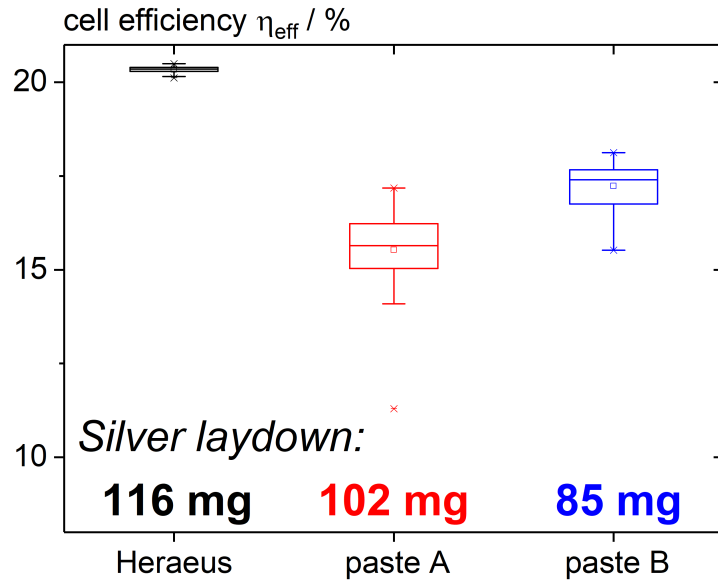 cell efficiency ηeff / %
20
15
10
Silver laydown:
116 mg 102 mg 85 mg
Heraeus paste A paste B